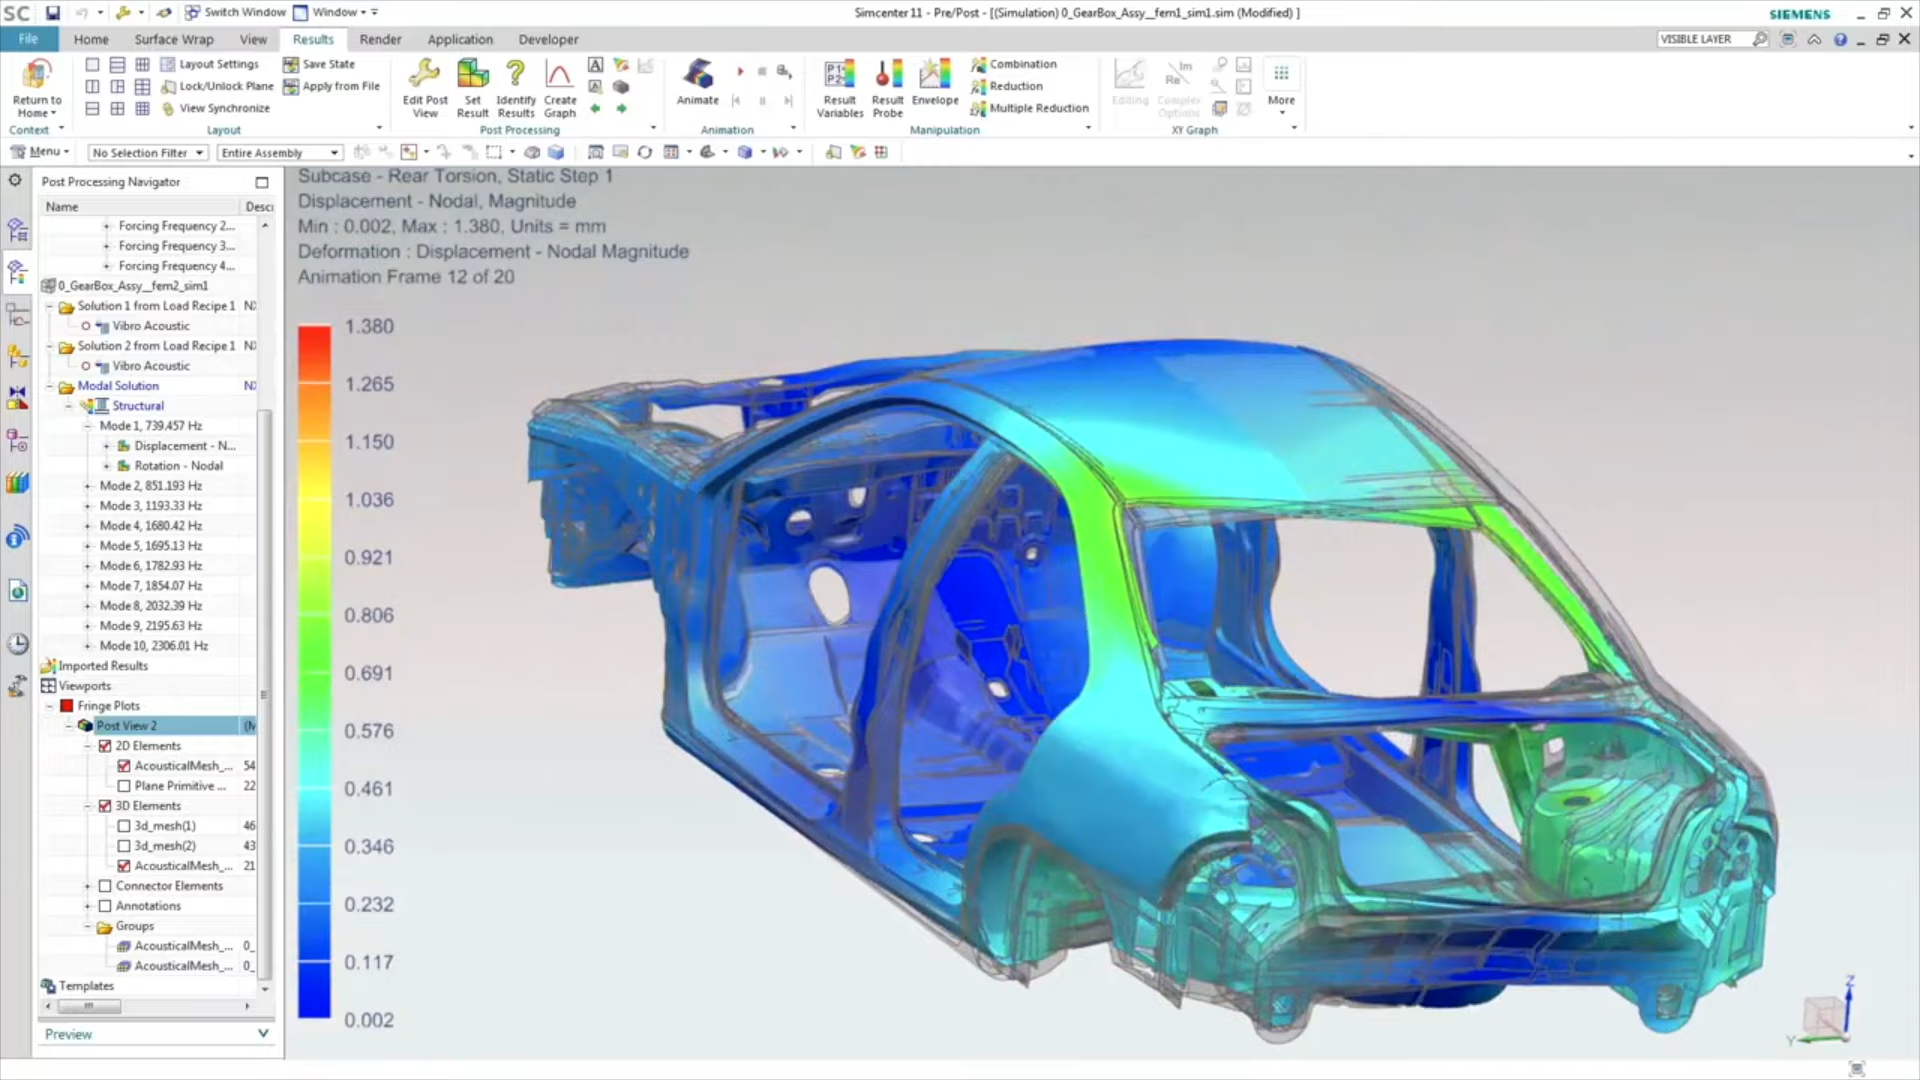 SC
Switch Window
Window
Simcenter 11 - Pre/Post - [(Simulation) 0_GearBox_Assy__fem1_sim1.sim (Modified) ]
SIEMENS
File
Home
Surface Wrap
View
Results
Render
Application
Developer
VISIBLE LAYER
Return to Home
Context
Layout Settings
Lock/Unlock Plane
View Synchronize
Save State
Apply from File
Layout
Edit Post View
Set Result
Identify Results
Create Graph
Post Processing
Animate
Animation
Result Variables
Result Probe
Envelope
Combination
Reduction
Multiple Reduction
Manipulation
Editing
Complex Options
XY Graph
More
Menu
No Selection Filter
Entire Assembly
Post Processing Navigator
Name
Descr
Forcing Frequency 2...
Forcing Frequency 3...
Forcing Frequency 4...
0_GearBox_Assy__fem2_sim1
Solution 1 from Load Recipe 1 NX
Vibro Acoustic
Solution 2 from Load Recipe 1 NX
Vibro Acoustic
Modal Solution NX
Structural
Mode 1, 739.457 Hz
Displacement - N...
Rotation - Nodal
Mode 2, 851.193 Hz
Mode 3, 1193.33 Hz
Mode 4, 1680.42 Hz
Mode 5, 1695.13 Hz
Mode 6, 1782.93 Hz
Mode 7, 1854.07 Hz
Mode 8, 2032.39 Hz
Mode 9, 2195.63 Hz
Mode 10, 2306.01 Hz
Imported Results
Viewports
Fringe Plots
Post View 2 (M
2D Elements
AcousticalMesh_... 54
Plane Primitive ... 22
3D Elements
3d_mesh(1) 46
3d_mesh(2) 43
AcousticalMesh_... 21
Connector Elements
Annotations
Groups
AcousticalMesh_... 0_
AcousticalMesh_... 0_
Templates
Preview
Subcase - Rear Torsion, Static Step 1
Displacement - Nodal, Magnitude
Min : 0.002, Max : 1.380, Units = mm
Deformation : Displacement - Nodal Magnitude
Animation Frame 12 of 20
1.380
1.265
1.150
1.036
0.921
0.806
0.691
0.576
0.461
0.346
0.232
0.117
0.002
Z
Y